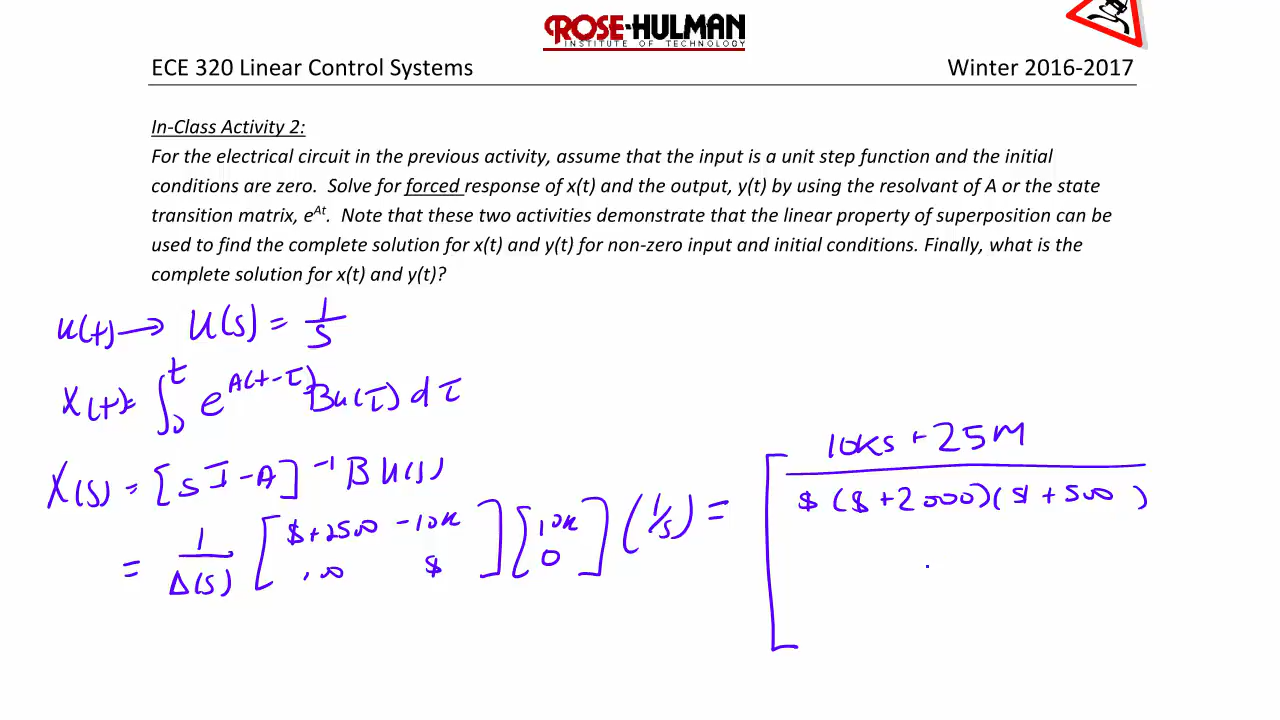 ROSE-HULMAN
INSTITUTE OF TECHNOLOGY
ECE 320 Linear Control Systems Winter 2016-2017
In-Class Activity 2:
For the electrical circuit in the previous activity, assume that the input is a unit step function and the initial
conditions are zero. Solve for forced response of x(t) and the output, y(t) by using the resolvant of A or the state
transition matrix, e^{At}. Note that these two activities demonstrate that the linear property of superposition can be
used to find the complete solution for x(t) and y(t) for non-zero input and initial conditions. Finally, what is the
complete solution for x(t) and y(t)?
u(t) → U(s) = 1/s
x(t) = ∫_0^t e^{A(t-τ)} Bu(τ) dτ
X(s) = [sI-A]^{-1} B U(s)
= 1/Δ(s) [s+2500 -10k; 100 s] [10k; 0] (1/s) = [(10ks + 25M)/(s(s+2000)(s+500))